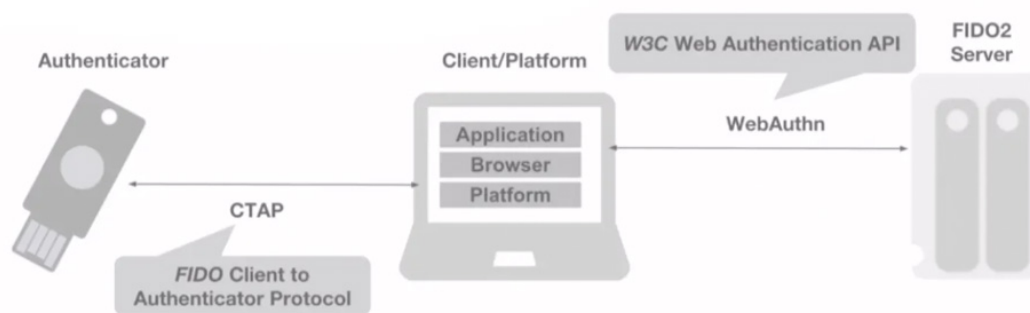 Authenticator
Client/Platform
W3C Web Authentication API
FIDO2
Server
Application
Browser
Platform
WebAuthn
CTAP
FIDO Client to
Authenticator Protocol